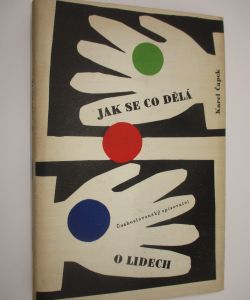 JAK SE CO DĚLÁ
Karel Čapek
Československý spisovatel
O LIDECH